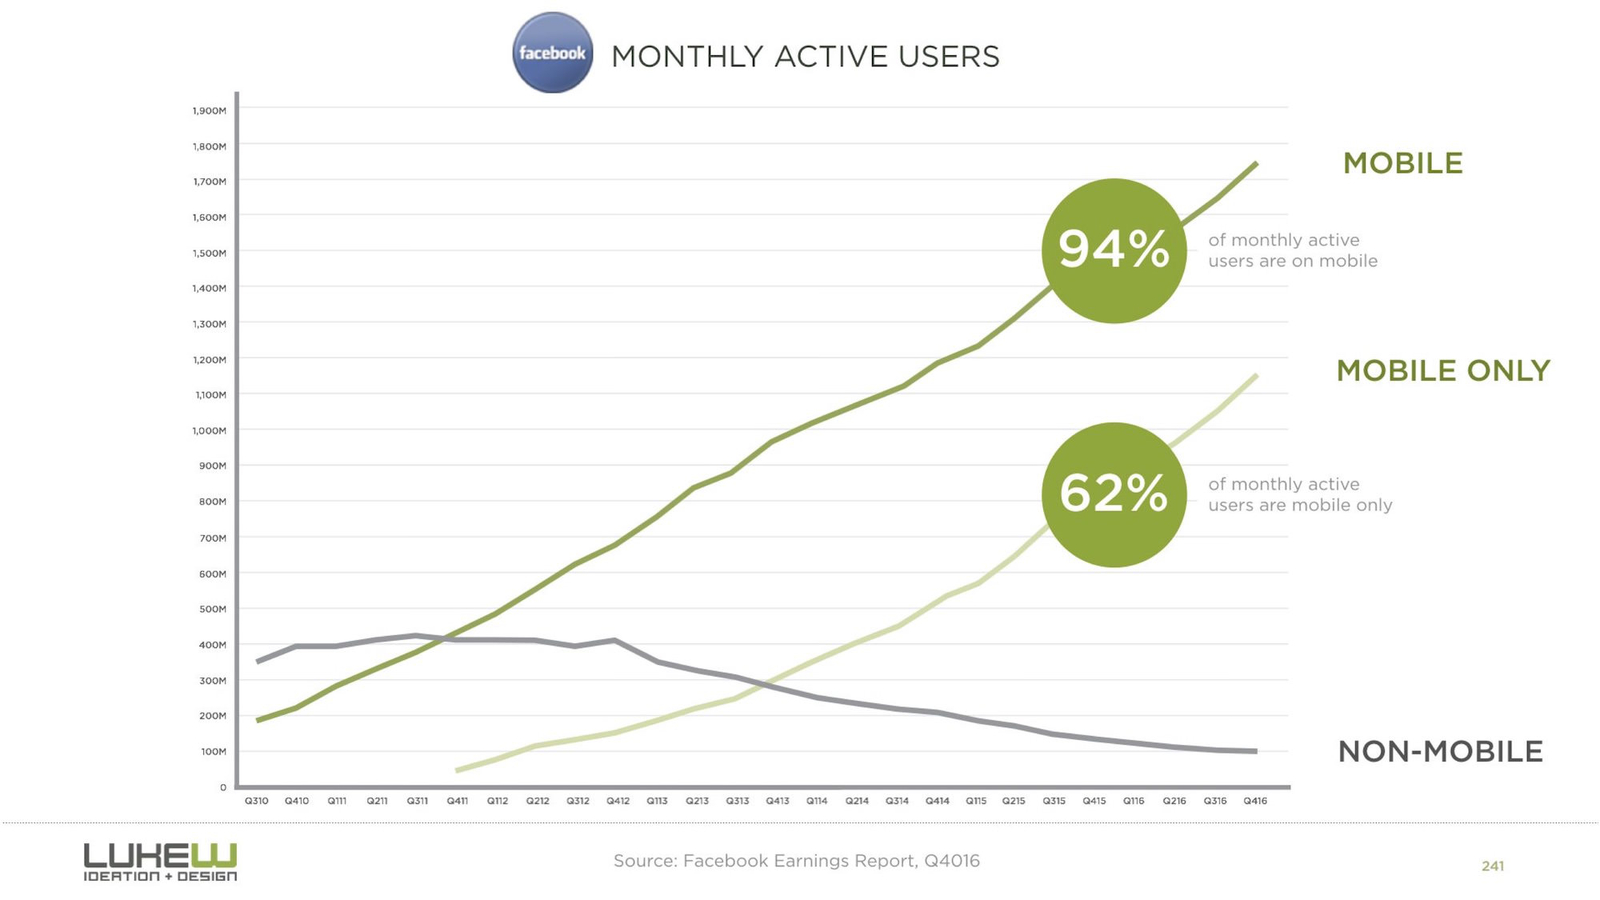 facebook
MONTHLY ACTIVE USERS
1,900M
1,800M
1,700M
1,600M
1,500M
1,400M
1,300M
1,200M
1,100M
1,000M
900M
800M
700M
600M
500M
400M
300M
200M
100M
0
MOBILE
94%
of monthly active
users are on mobile
MOBILE ONLY
62%
of monthly active
users are mobile only
NON-MOBILE
Q310 Q410 Q111 Q211 Q311 Q411 Q112 Q212 Q312 Q412 Q113 Q213 Q313 Q413 Q114 Q214 Q314 Q414 Q115 Q215 Q315 Q415 Q116 Q216 Q316 Q416
LUKEW
IDEATION + DESIGN
Source: Facebook Earnings Report, Q4016
241